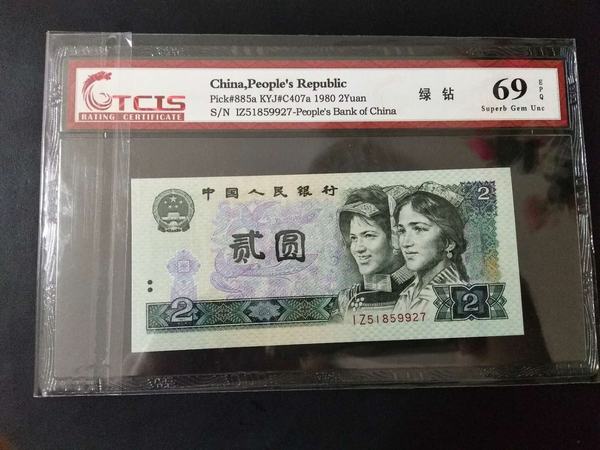 TCIS
RATING CERTIFICATE
China,People's Republic
Pick#885a KYJ#C407a 1980 2Yuan
S/N IZ51859927-People's Bank of China
绿 钻
69 EPQ
Superb Gem Unc
中国人民银行
2
贰圆
2
2
IZ51859927